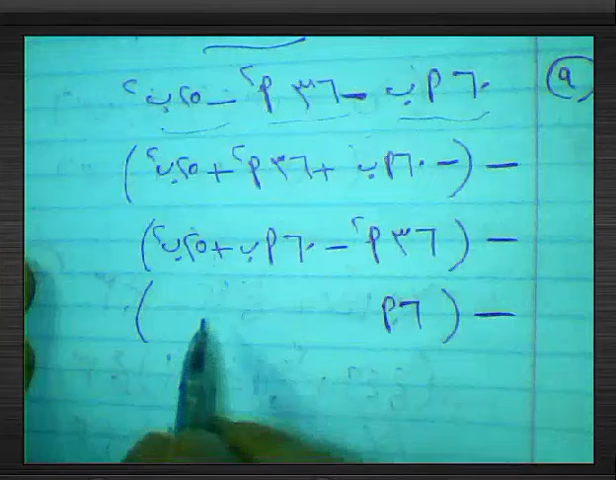 ٩ ٦٠ أ ب - ٣٦ أ² - ٢٥ ب²
- ( - ٦٠ أ ب + ٣٦ أ² + ٢٥ ب² )
- ( ٣٦ أ² - ٦٠ أ ب + ٢٥ ب² )
- ( ٦ أ )